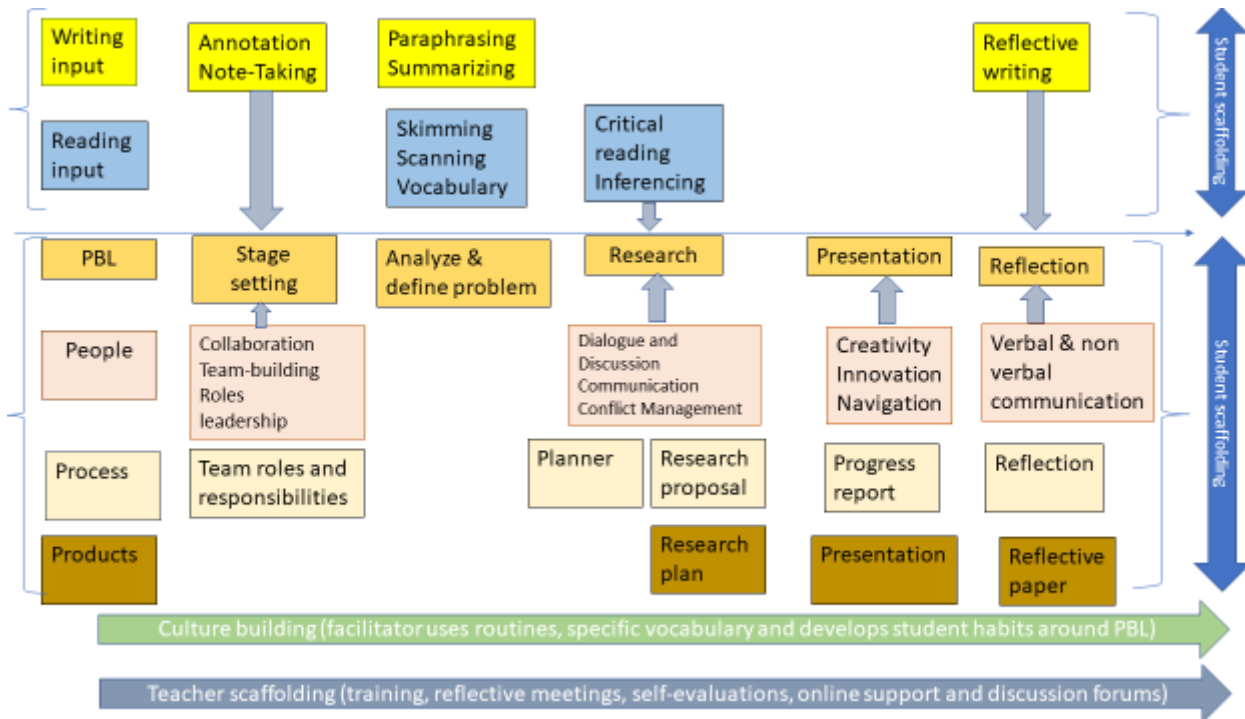 Writing
input
Annotation
Note-Taking
Paraphrasing
Summarizing
Reflective
writing
Student scaffolding
Reading
input
Skimming
Scanning
Vocabulary
Critical
reading
Inferencing
PBL
Stage
setting
Analyze &
define problem
Research
Presentation
Reflection
Student scaffolding
People
Collaboration
Team-building
Roles
leadership
Dialogue and
Discussion
Communication
Conflict Management
Creativity
Innovation
Navigation
Verbal & non
verbal
communication
Process
Team roles and
responsibilities
Planner
Research
proposal
Progress
report
Reflection
Products
Research
plan
Presentation
Reflective
paper
Culture building (facilitator uses routines, specific vocabulary and develops student habits around PBL)
Teacher scaffolding (training, reflective meetings, self-evaluations, online support and discussion forums)